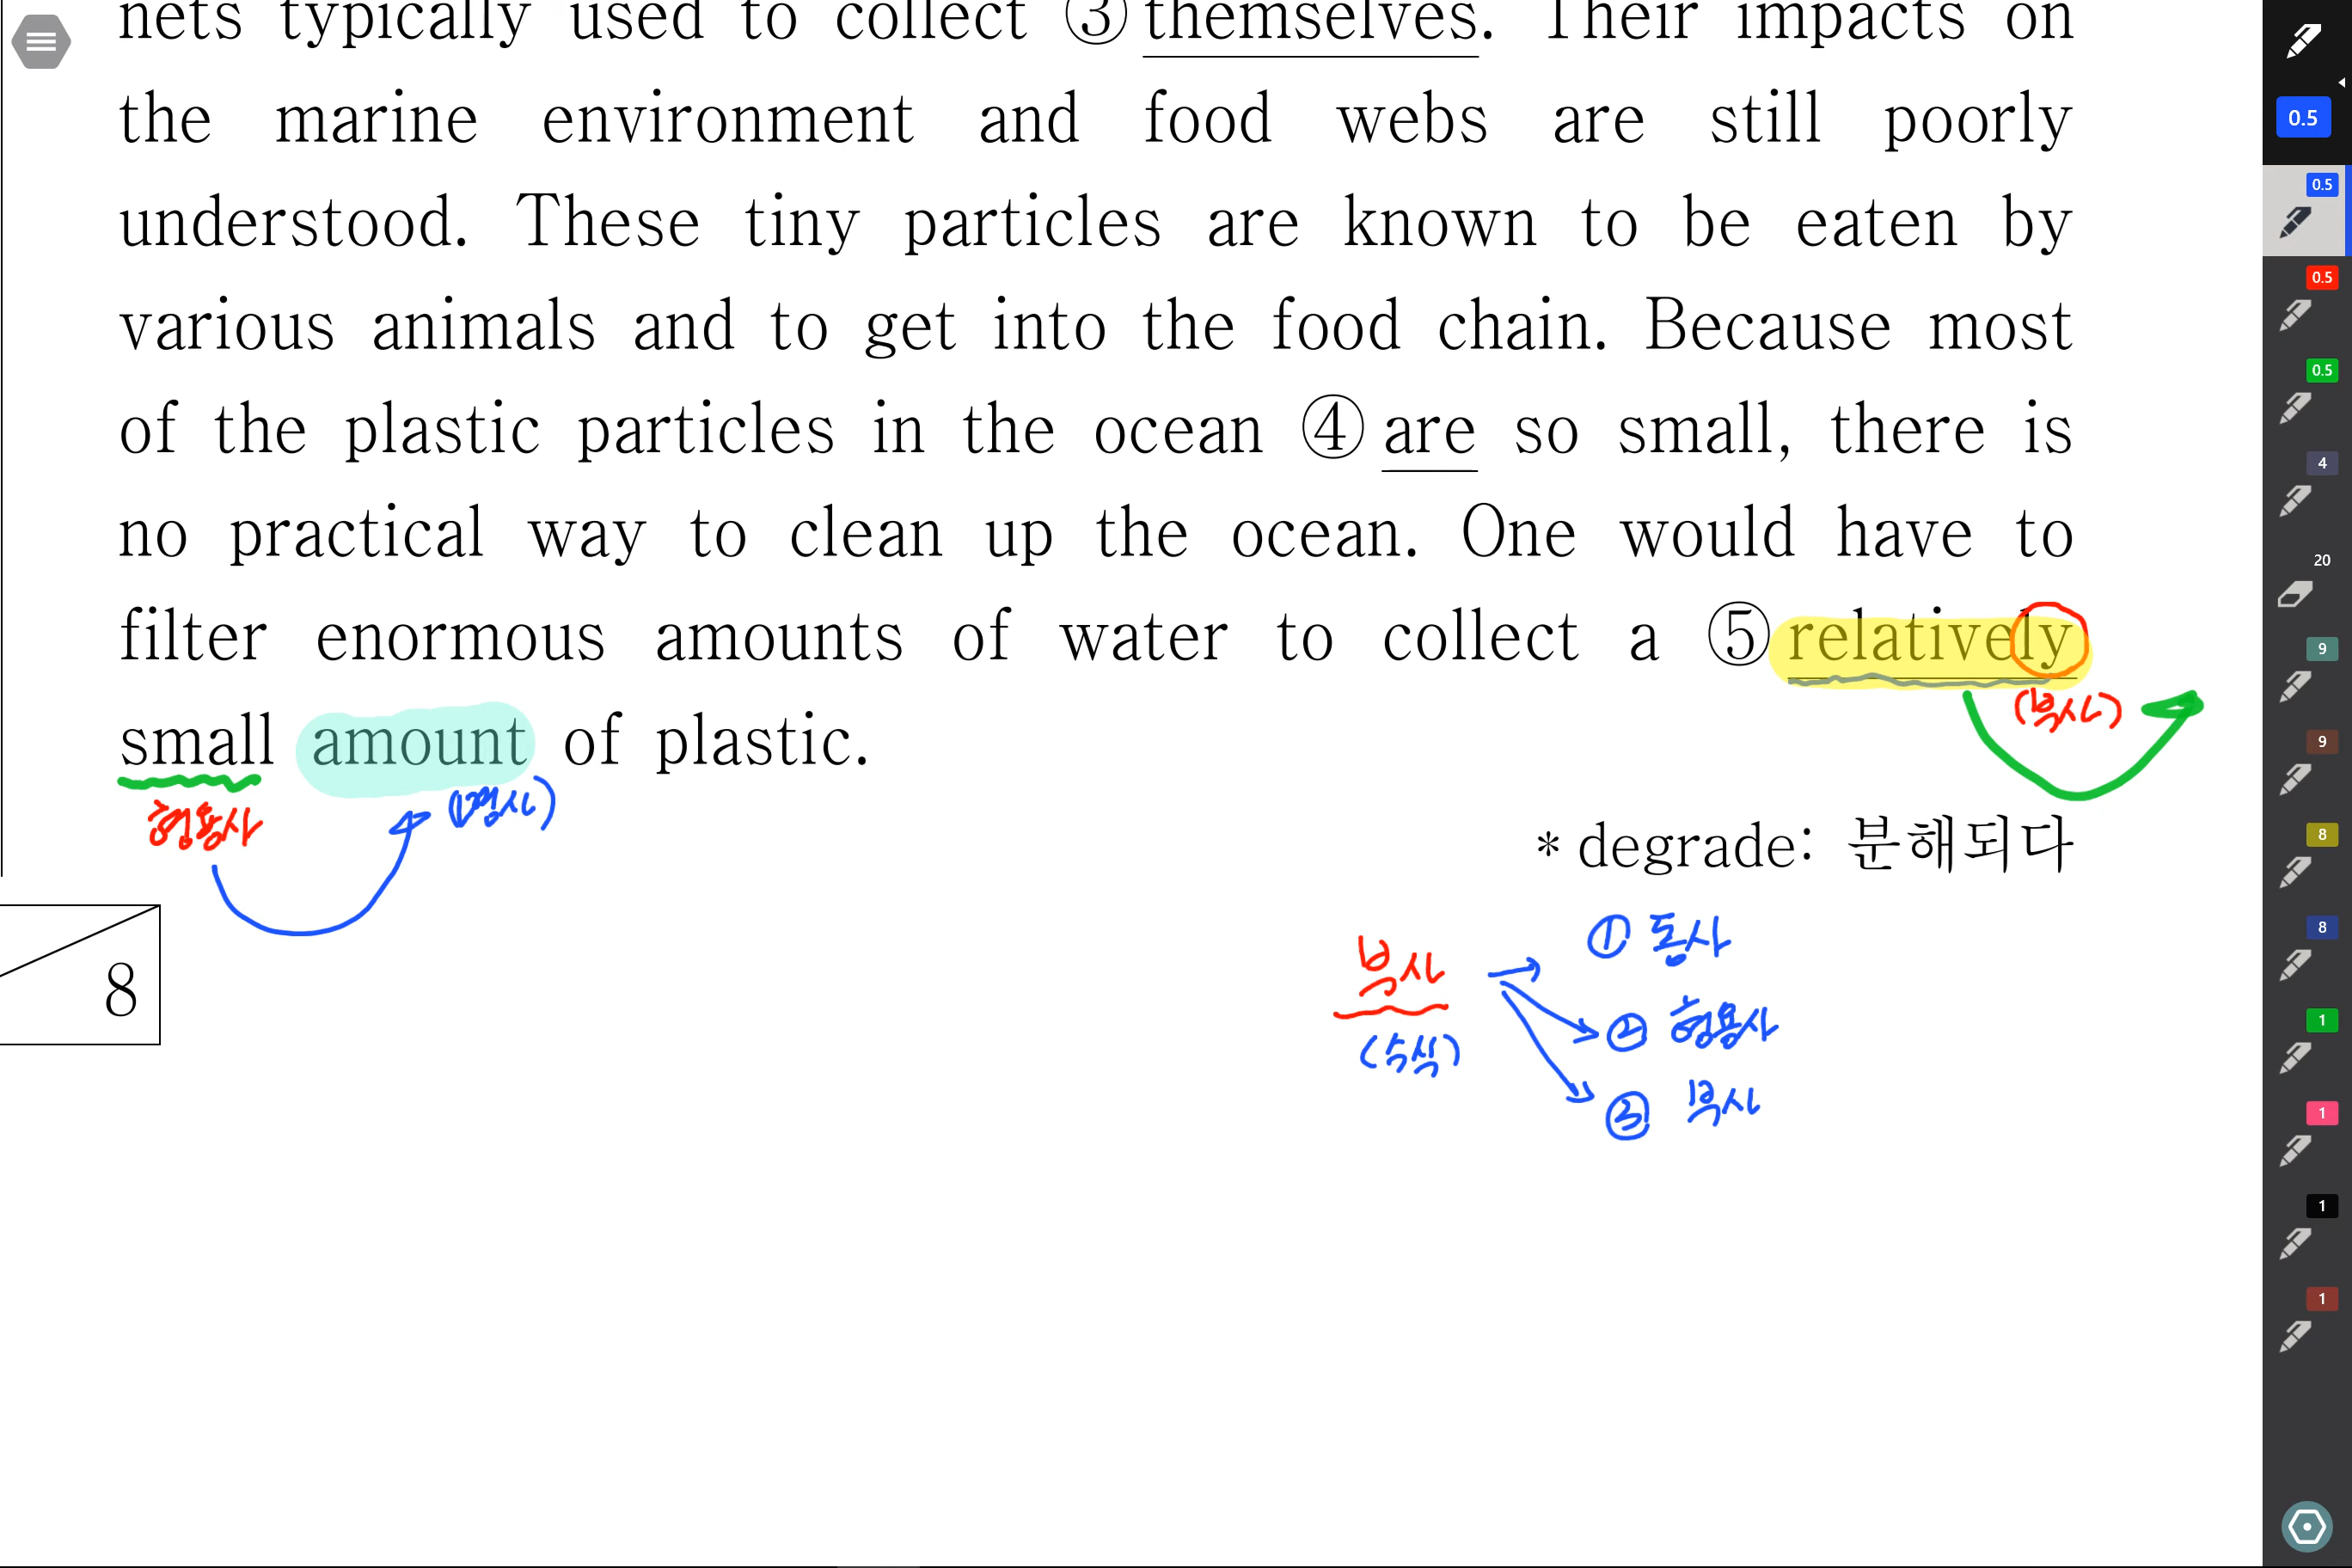 nets typically used to collect ③ themselves. Their impacts on
the marine environment and food webs are still poorly
understood. These tiny particles are known to be eaten by
various animals and to get into the food chain. Because most
of the plastic particles in the ocean ④ are so small, there is
no practical way to clean up the ocean. One would have to
filter enormous amounts of water to collect a ⑤ relatively
(부사)
small amount of plastic.
형용사
(명사)
* degrade: 분해되다
8
부사
(수식)
① 동사
② 형용사
③ 부사
0.5
0.5
0.5
0.5
4
20
9
9
8
8
1
1
1
1